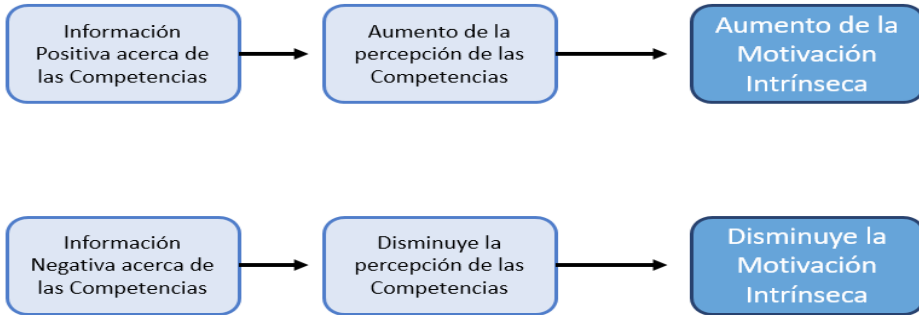 Información
Positiva acerca de
las Competencias
Aumento de la
percepción de las
Competencias
Aumento de la
Motivación
Intrínseca
Información
Negativa acerca de
las Competencias
Disminuye la
percepción de las
Competencias
Disminuye la
Motivación
Intrínseca